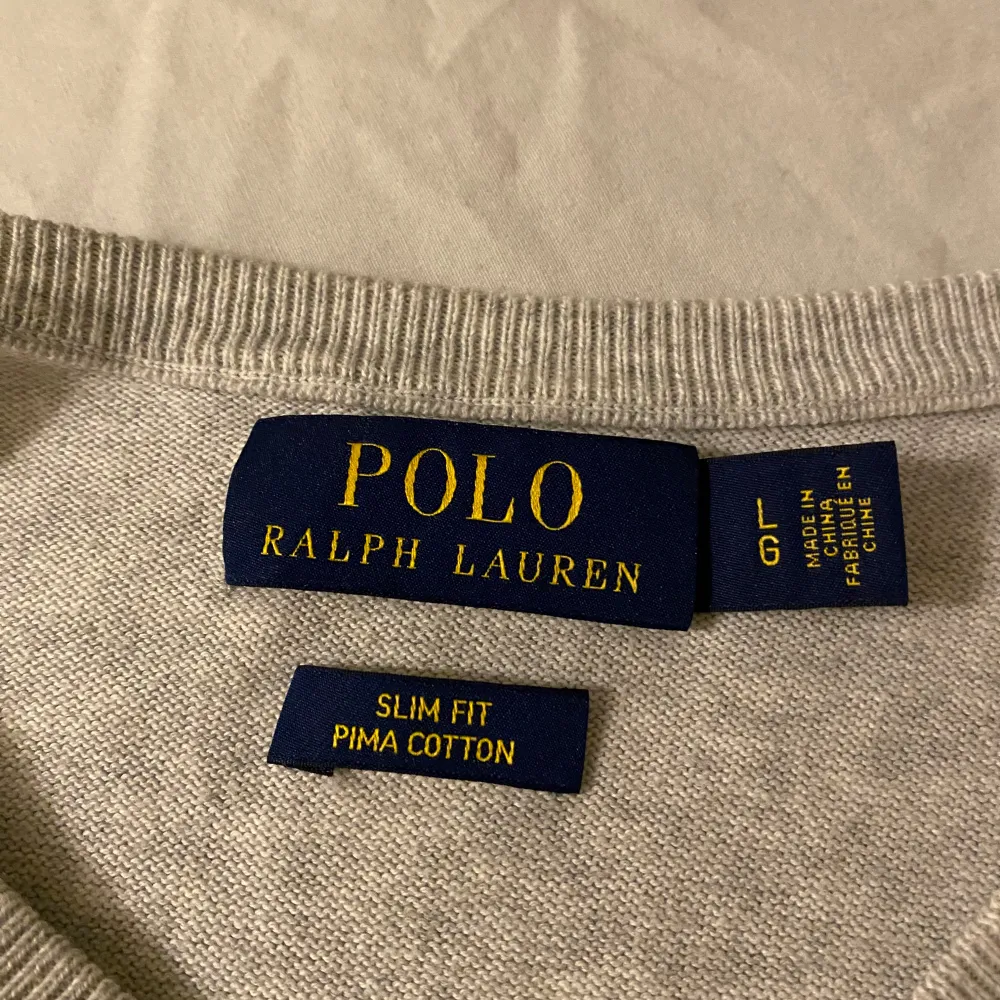 POLO
RALPH LAUREN
LG
MADE IN
CHINA
FABRIQUÉ EN
CHINE
SLIM FIT
PIMA COTTON